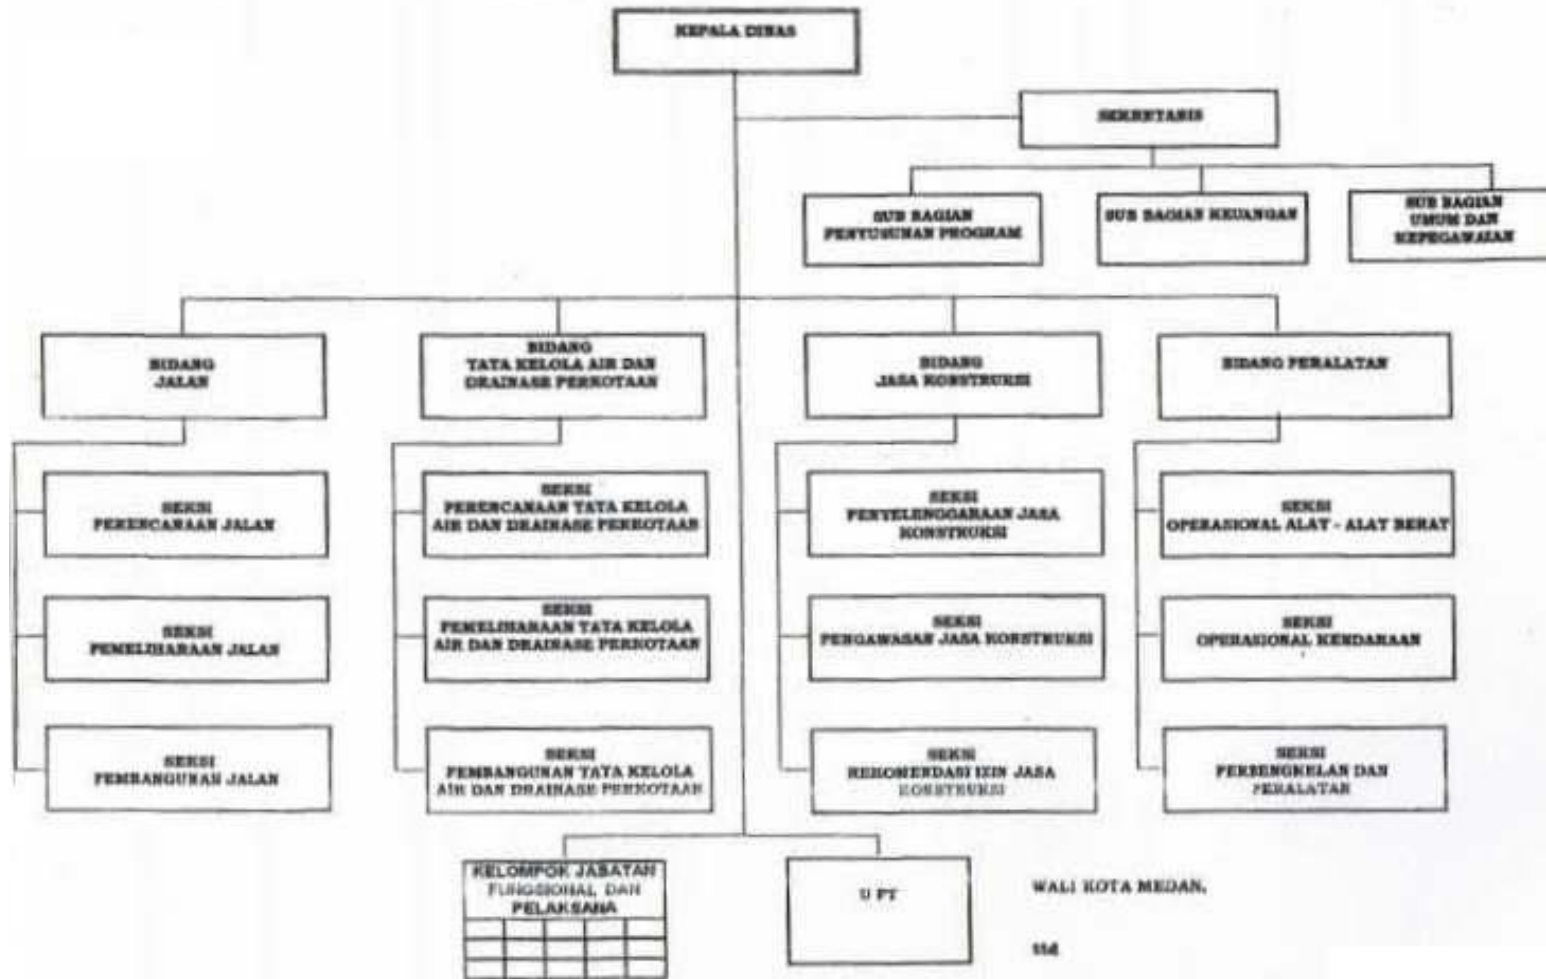 KEPALA DINAS
SEKRETARIS
SUB BAGIAN
PENYUSUNAN PROGRAM
SUB BAGIAN KEUANGAN
SUB BAGIAN
UMUM DAN
KEPEGAWAIAN
BIDANG
JALAN
BIDANG
TATA KELOLA AIR DAN
DRAINASE PERKOTAAN
BIDANG
JASA KONSTRUKSI
BIDANG PERALATAN
SEKSI
PERENCANAAN JALAN
SEKSI
PERENCANAAN TATA KELOLA
AIR DAN DRAINASE PERKOTAAN
SEKSI
PENYELENGGARAAN JASA
KONSTRUKSI
SEKSI
OPERASIONAL ALAT - ALAT BERAT
SEKSI
PEMELIHARAAN JALAN
SEKSI
PEMELIHARAAN TATA KELOLA
AIR DAN DRAINASE PERKOTAAN
SEKSI
PENGAWASAN JASA KONSTRUKSI
SEKSI
OPERASIONAL KENDARAAN
SEKSI
PEMBANGUNAN JALAN
SEKSI
PEMBANGUNAN TATA KELOLA
AIR DAN DRAINASE PERKOTAAN
SEKSI
REKOMENDASI IZIN JASA
KONSTRUKSI
SEKSI
PERBENGKELAN DAN
PERALATAN
KELOMPOK JABATAN
FUNGSIONAL DAN
PELAKSANA
U PT
WALI KOTA MEDAN,
ttd